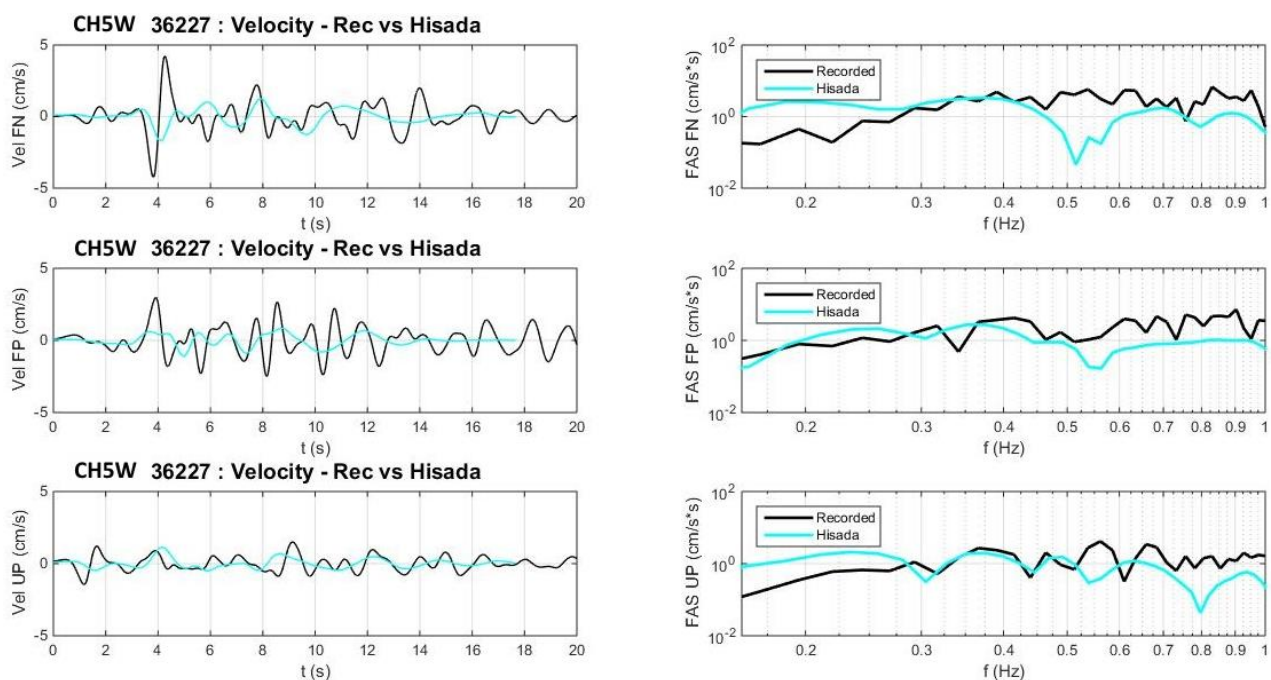 CH5W 36227 : Velocity - Rec vs Hisada
5
0
-5
Vel FN (cm/s)
0 2 4 6 8 10 12 14 16 18 20
t (s)
10^2
10^0
10^-2
FAS FN (cm/s*s)
Recorded
Hisada
0.2 0.3 0.4 0.5 0.6 0.7 0.8 0.9 1
f (Hz)
CH5W 36227 : Velocity - Rec vs Hisada
5
0
-5
Vel FP (cm/s)
0 2 4 6 8 10 12 14 16 18 20
t (s)
10^2
10^0
10^-2
FAS FP (cm/s*s)
Recorded
Hisada
0.2 0.3 0.4 0.5 0.6 0.7 0.8 0.9 1
f (Hz)
CH5W 36227 : Velocity - Rec vs Hisada
5
0
-5
Vel UP (cm/s)
0 2 4 6 8 10 12 14 16 18 20
t (s)
10^2
10^0
10^-2
FAS UP (cm/s*s)
Recorded
Hisada
0.2 0.3 0.4 0.5 0.6 0.7 0.8 0.9 1
f (Hz)